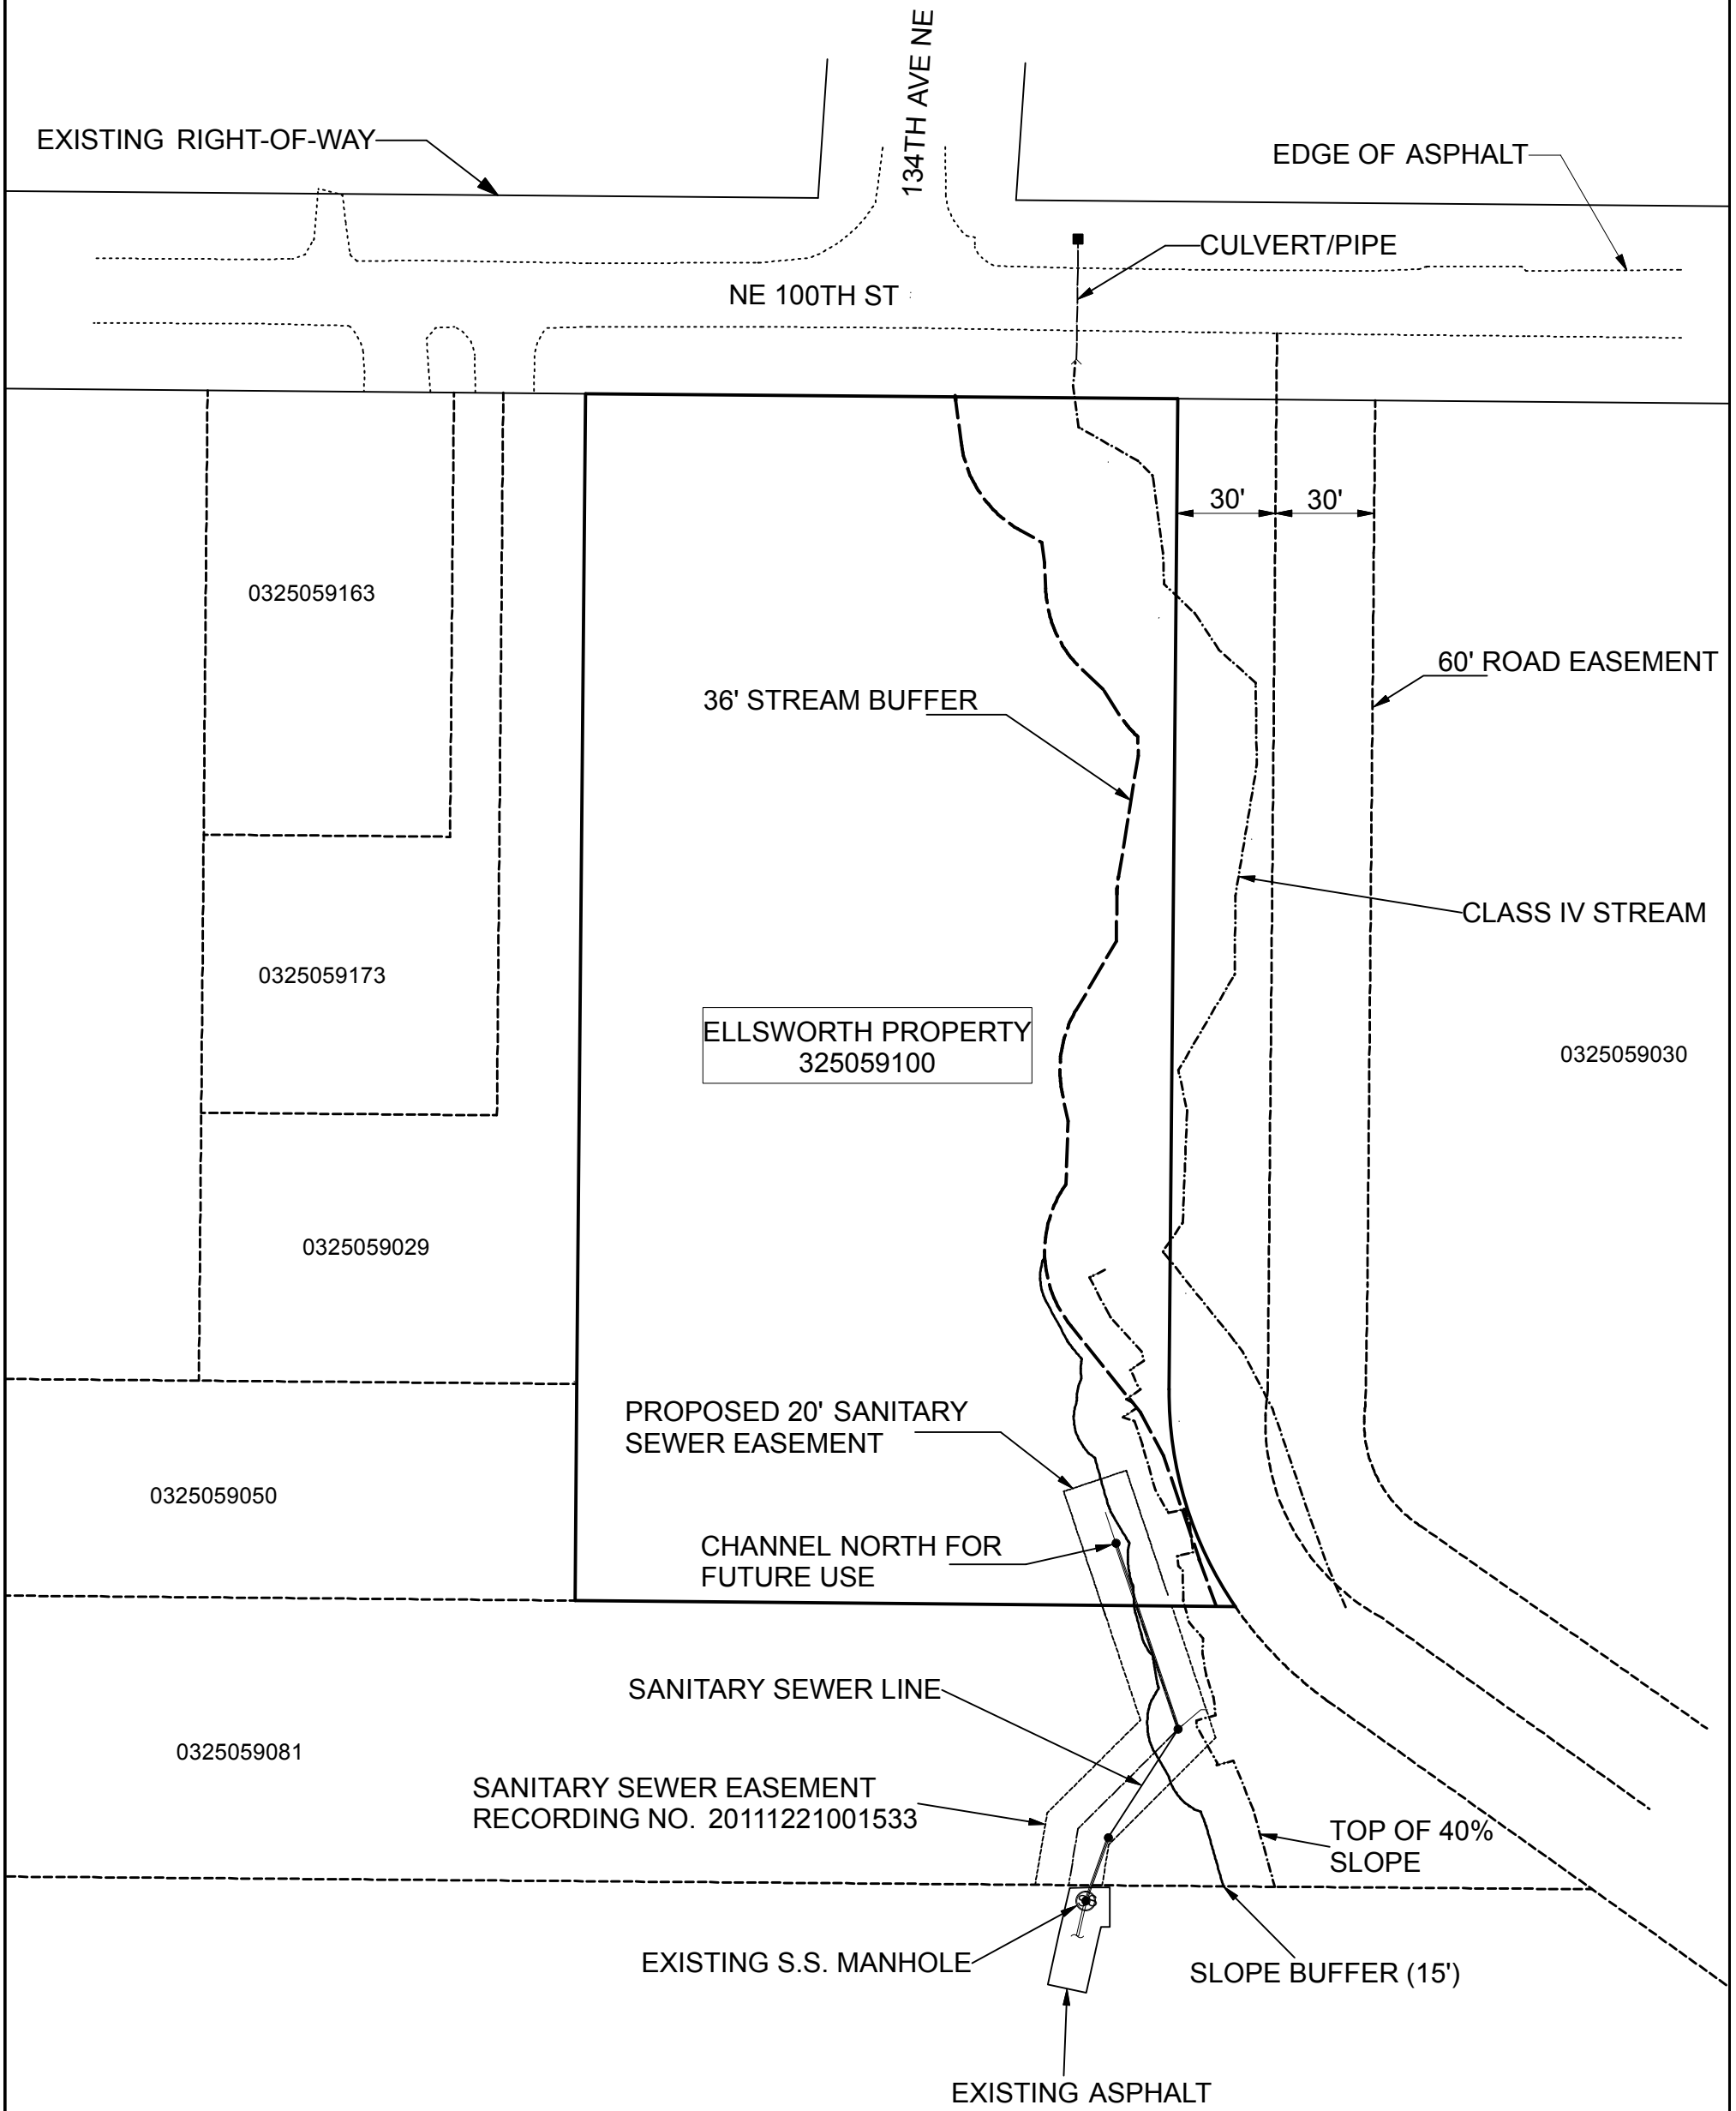 134TH AVE NE
EXISTING RIGHT-OF-WAY
EDGE OF ASPHALT
CULVERT/PIPE
NE 100TH ST
30'
30'
0325059163
60' ROAD EASEMENT
36' STREAM BUFFER
CLASS IV STREAM
0325059173
ELLSWORTH PROPERTY
325059100
0325059030
0325059029
PROPOSED 20' SANITARY
SEWER EASEMENT
0325059050
CHANNEL NORTH FOR
FUTURE USE
SANITARY SEWER LINE
0325059081
SANITARY SEWER EASEMENT
RECORDING NO. 20111221001533
TOP OF 40%
SLOPE
EXISTING S.S. MANHOLE
SLOPE BUFFER (15')
EXISTING ASPHALT